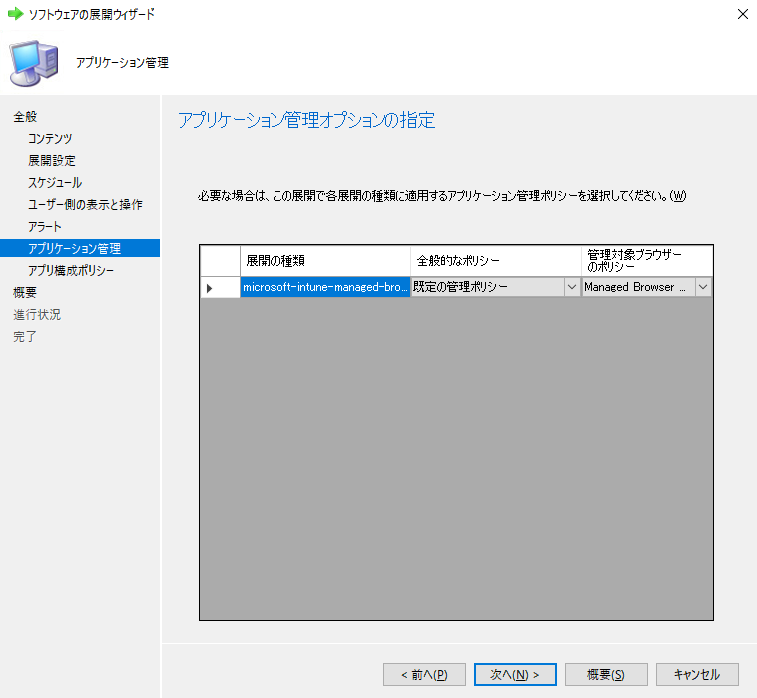 ソフトウェアの展開ウィザード
アプリケーション管理
全般
コンテンツ
展開設定
スケジュール
ユーザー側の表示と操作
アラート
アプリケーション管理
アプリ構成ポリシー
概要
進行状況
完了
アプリケーション管理オプションの指定
必要な場合は、この展開で各展開の種類に適用するアプリケーション管理ポリシーを選択してください。(W)
展開の種類 全般的なポリシー 管理対象ブラウザー
のポリシー
microsoft-intune-managed-bro... 既定の管理ポリシー Managed Browser ...
< 前へ(P) 次へ(N) > 概要(S) キャンセル